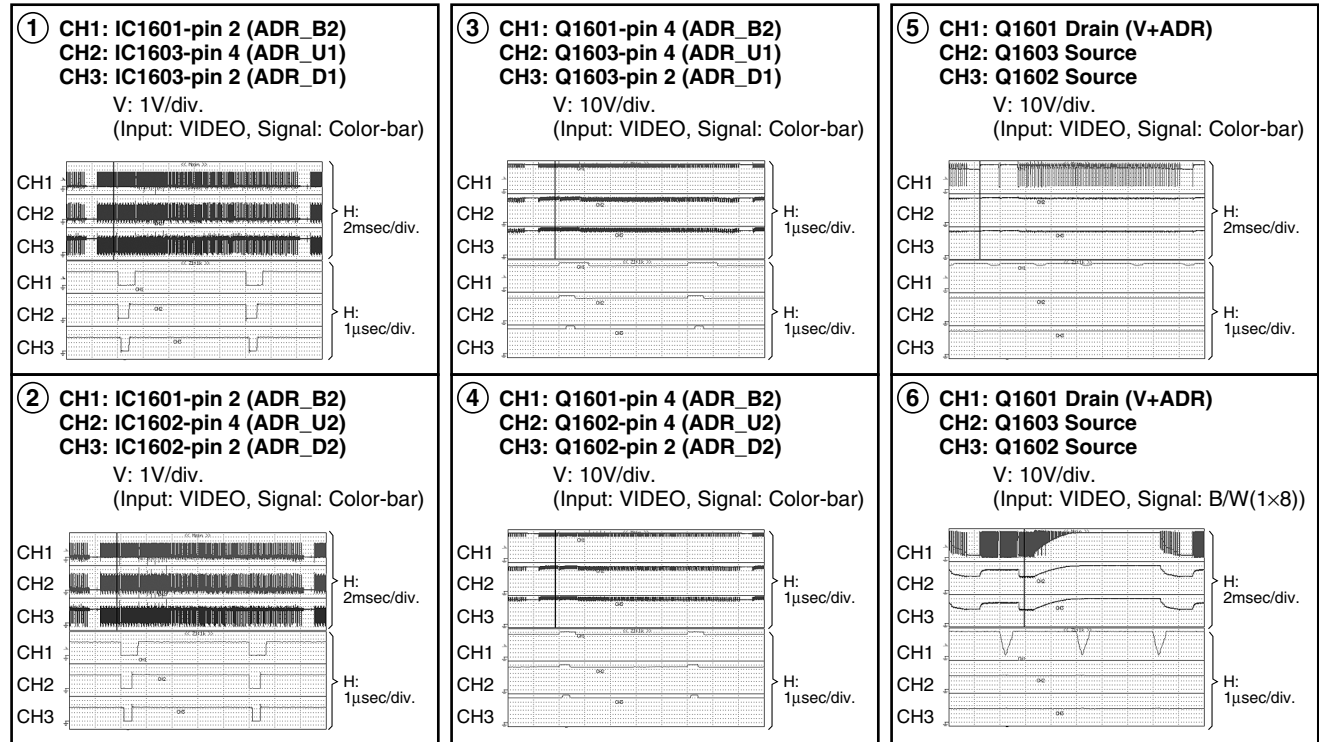 ① CH1: IC1601-pin 2 (ADR_B2)
CH2: IC1603-pin 4 (ADR_U1)
CH3: IC1603-pin 2 (ADR_D1)
V: 1V/div.
(Input: VIDEO, Signal: Color-bar)
CH1
CH2
CH3
H:
2msec/div.
CH1
CH2
CH3
H:
1μsec/div.
② CH1: IC1601-pin 2 (ADR_B2)
CH2: IC1602-pin 4 (ADR_U2)
CH3: IC1602-pin 2 (ADR_D2)
V: 1V/div.
(Input: VIDEO, Signal: Color-bar)
CH1
CH2
CH3
H:
2msec/div.
CH1
CH2
CH3
H:
1μsec/div.
③ CH1: Q1601-pin 4 (ADR_B2)
CH2: Q1603-pin 4 (ADR_U1)
CH3: Q1603-pin 2 (ADR_D1)
V: 10V/div.
(Input: VIDEO, Signal: Color-bar)
CH1
CH2
CH3
H:
1μsec/div.
CH1
CH2
CH3
H:
1μsec/div.
④ CH1: Q1601-pin 4 (ADR_B2)
CH2: Q1602-pin 4 (ADR_U2)
CH3: Q1602-pin 2 (ADR_D2)
V: 10V/div.
(Input: VIDEO, Signal: Color-bar)
CH1
CH2
CH3
H:
1μsec/div.
CH1
CH2
CH3
H:
1μsec/div.
⑤ CH1: Q1601 Drain (V+ADR)
CH2: Q1603 Source
CH3: Q1602 Source
V: 10V/div.
(Input: VIDEO, Signal: Color-bar)
CH1
CH2
CH3
H:
2msec/div.
CH1
CH2
CH3
H:
1μsec/div.
⑥ CH1: Q1601 Drain (V+ADR)
CH2: Q1603 Source
CH3: Q1602 Source
V: 10V/div.
(Input: VIDEO, Signal: B/W(1×8))
CH1
CH2
CH3
H:
2msec/div.
CH1
CH2
CH3
H:
1μsec/div.